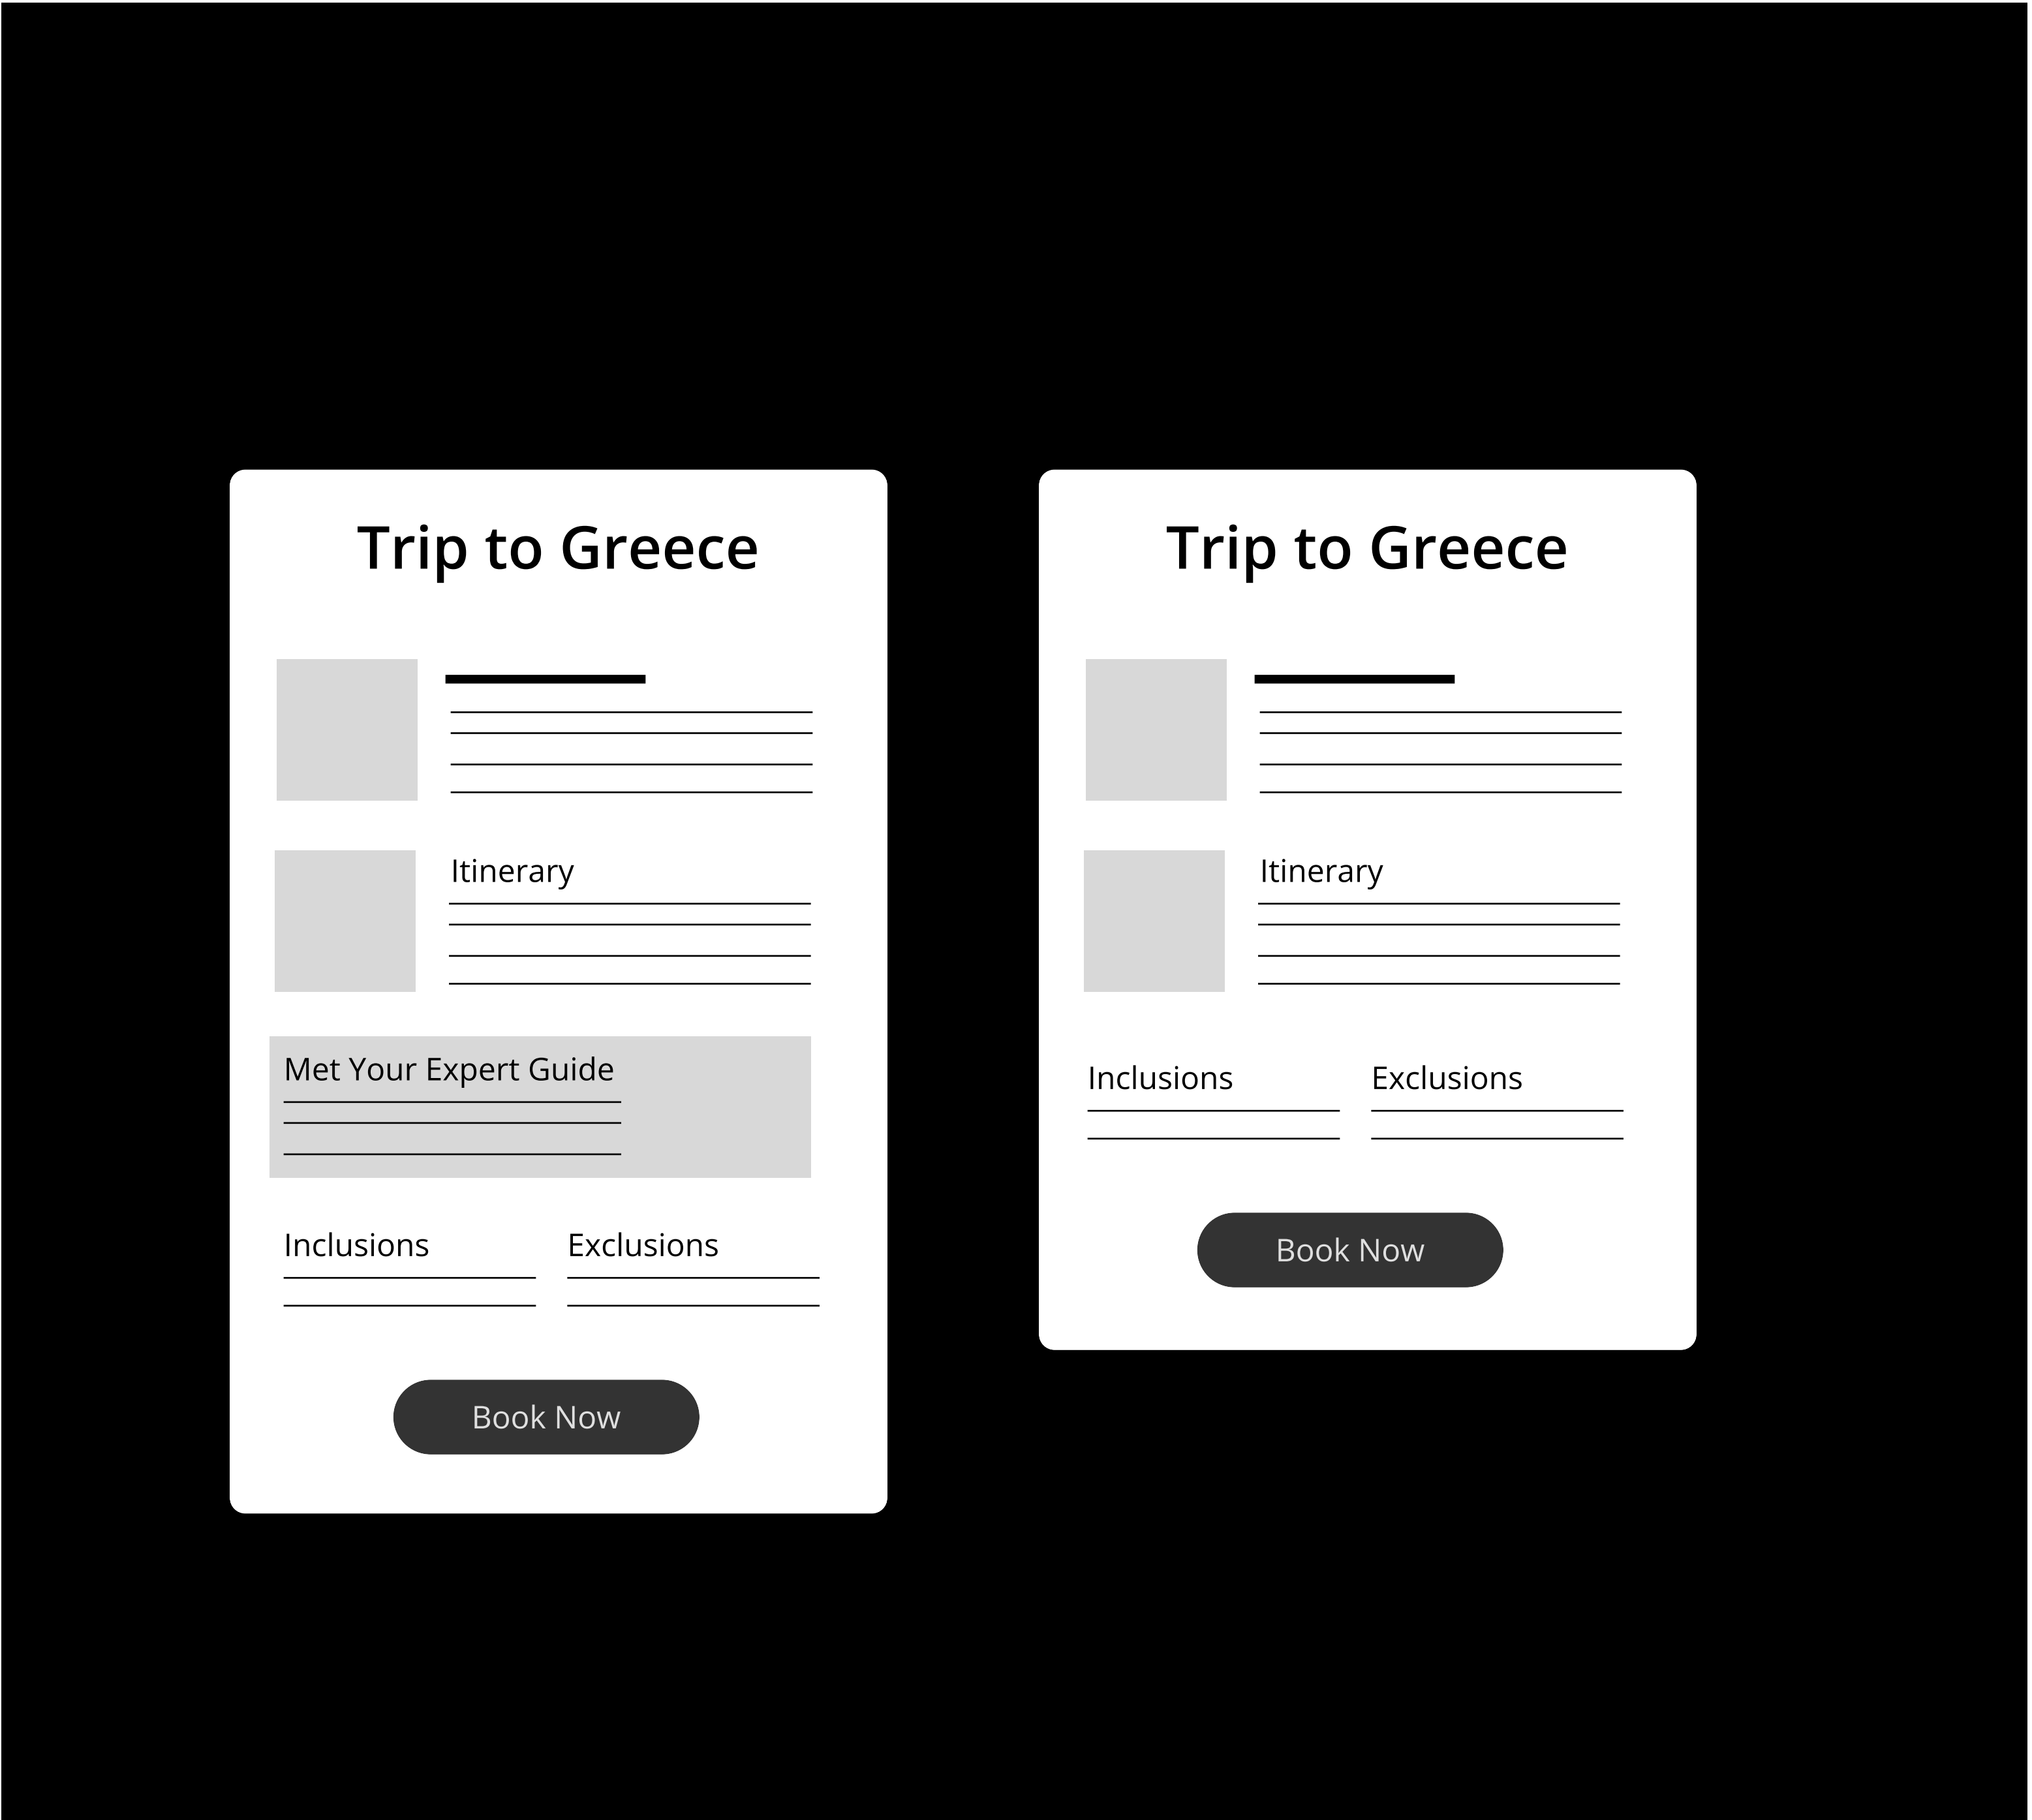 Trip to Greece
Itinerary
Met Your Expert Guide
Inclusions
Exclusions
Book Now
Trip to Greece
Itinerary
Inclusions
Exclusions
Book Now